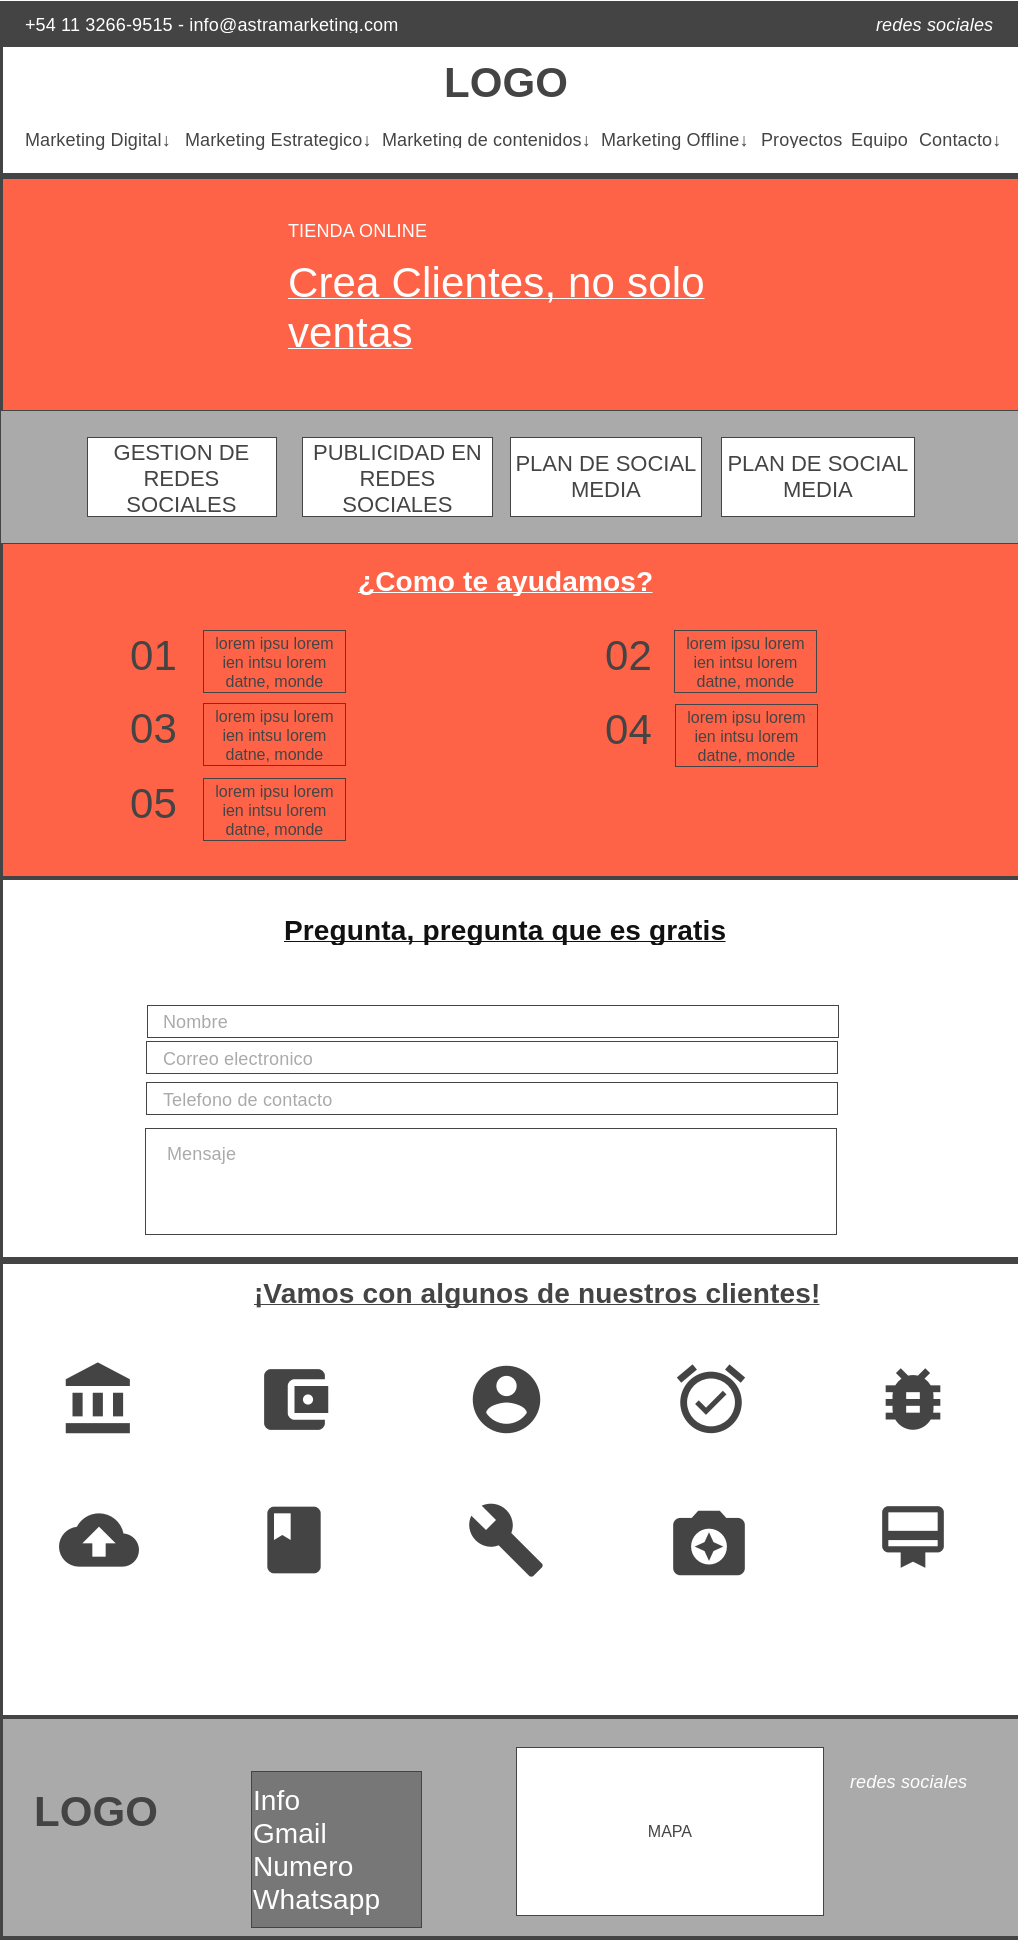 +54 11 3266-9515 - info@astramarketing.com
redes sociales
LOGO
Marketing Digital↓ Marketing Estrategico↓ Marketing de contenidos↓ Marketing Offline↓ Proyectos Equipo Contacto↓
TIENDA ONLINE
Crea Clientes, no solo
ventas
GESTION DE
REDES
SOCIALES
PUBLICIDAD EN
REDES
SOCIALES
PLAN DE SOCIAL
MEDIA
PLAN DE SOCIAL
MEDIA
¿Como te ayudamos?
01
lorem ipsu lorem
ien intsu lorem
datne, monde
02
lorem ipsu lorem
ien intsu lorem
datne, monde
03
lorem ipsu lorem
ien intsu lorem
datne, monde
04
lorem ipsu lorem
ien intsu lorem
datne, monde
05
lorem ipsu lorem
ien intsu lorem
datne, monde
Pregunta, pregunta que es gratis
Nombre
Correo electronico
Telefono de contacto
Mensaje
¡Vamos con algunos de nuestros clientes!
LOGO
Info
Gmail
Numero
Whatsapp
MAPA
redes sociales